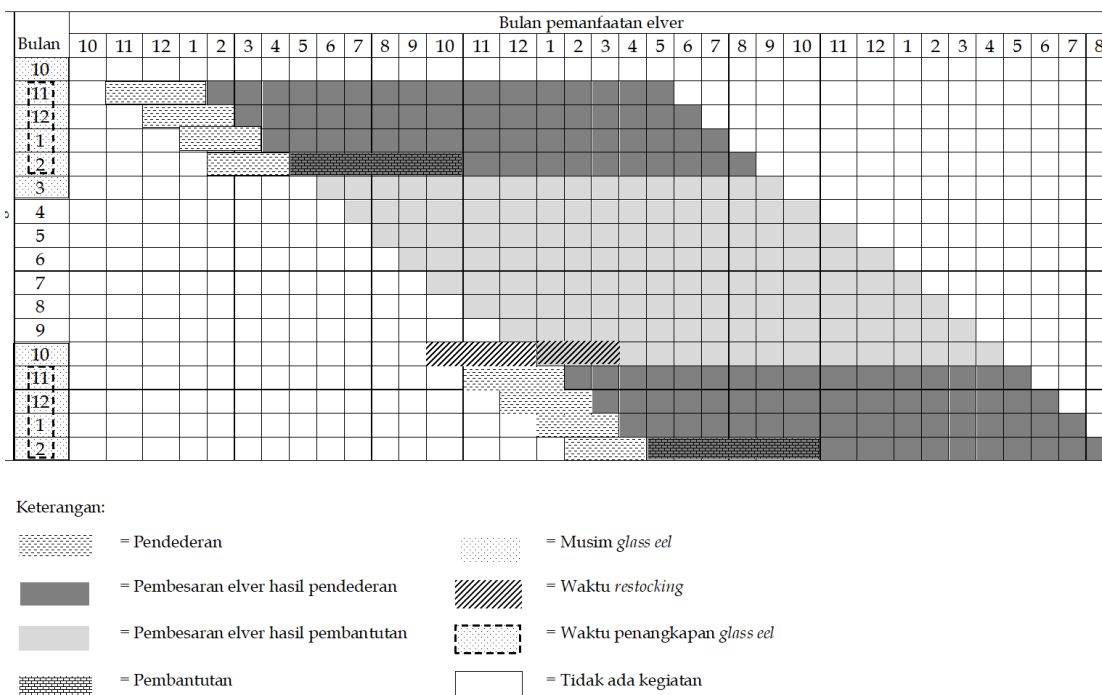 Bulan pemanfaatan elver
Bulan 10 11 12 1 2 3 4 5 6 7 8 9 10 11 12 1 2 3 4 5 6 7 8 9 10 11 12 1 2 3 4 5 6 7 8
10
11
12
1
2
3
4
5
6
7
8
9
10
11
12
1
2
Keterangan:
= Pendederan
= Musim glass eel
= Pembesaran elver hasil pendederan
= Waktu restocking
= Pembesaran elver hasil pembantutan
= Waktu penangkapan glass eel
= Pembantutan
= Tidak ada kegiatan